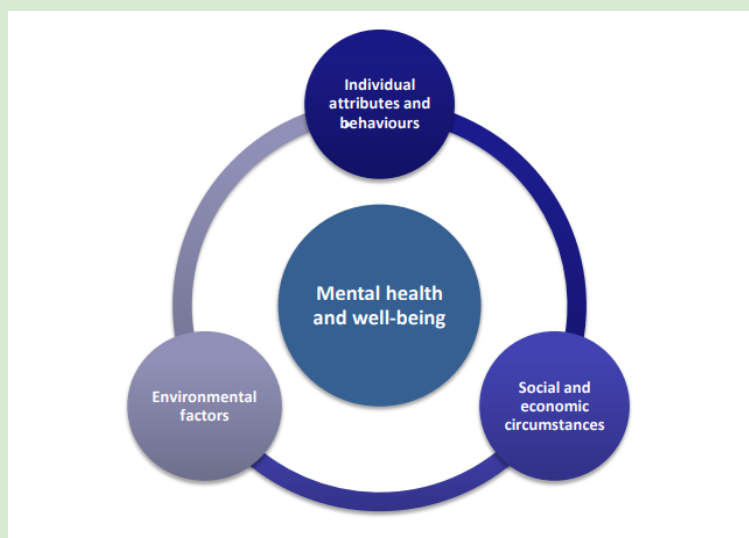 Individual
attributes and
behaviours
Mental health
and well-being
Environmental
factors
Social and
economic
circumstances